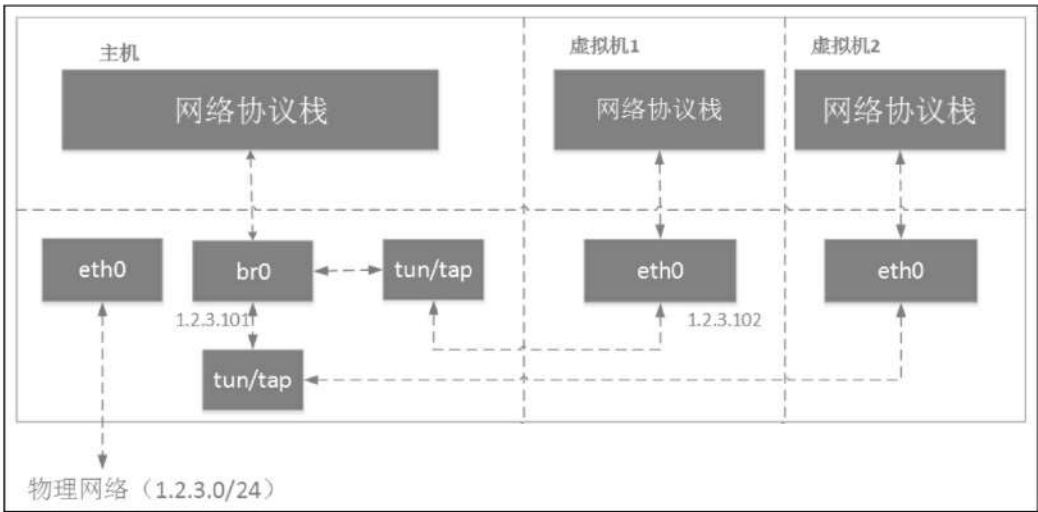 主机
虚拟机1
虚拟机2
网络协议栈
网络协议栈
网络协议栈
eth0
br0
tun/tap
eth0
eth0
1.2.3.101
1.2.3.102
tun/tap
物理网络（1.2.3.0/24）